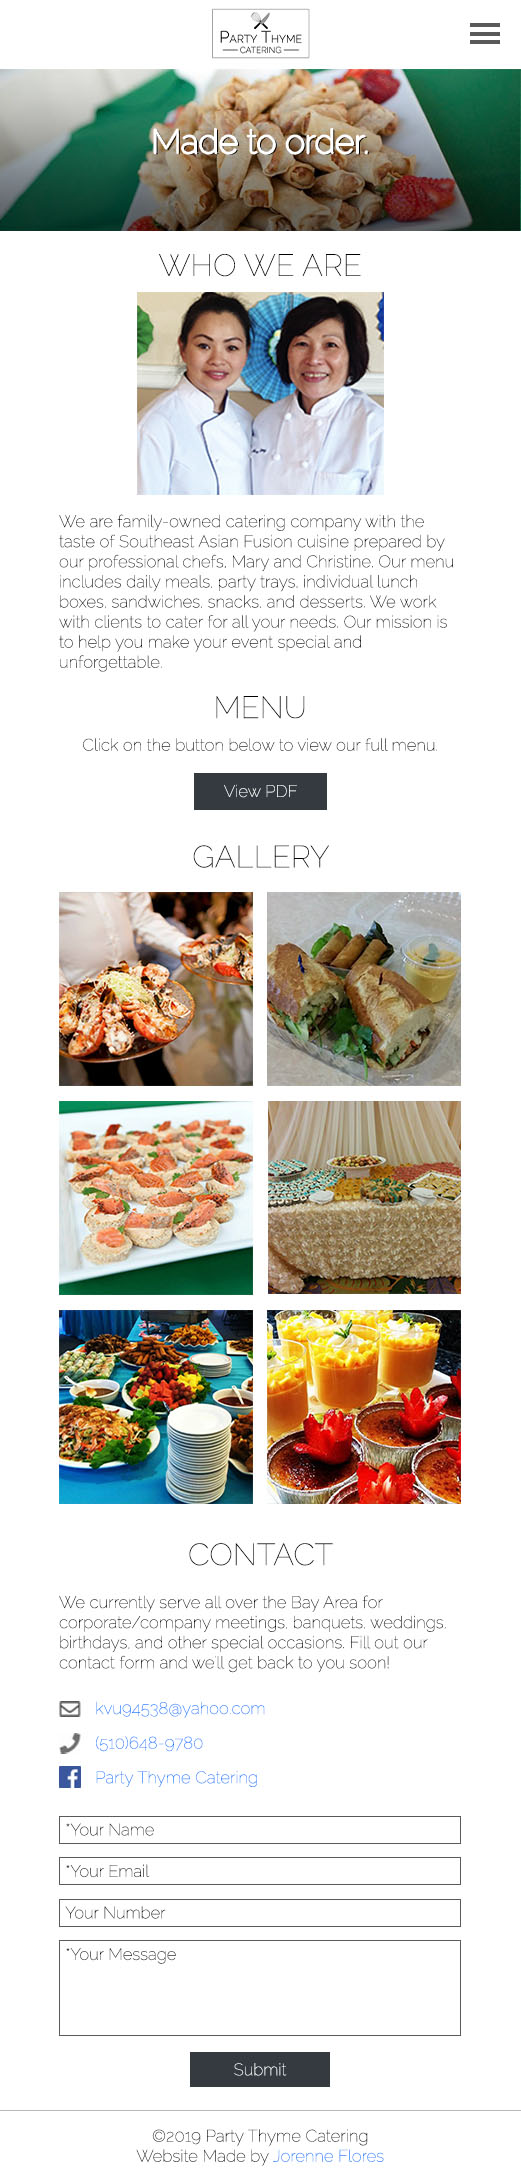 PARTY THYME
CATERING
Made to order.
WHO WE ARE
We are family-owned catering company with the
taste of Southeast Asian Fusion cuisine prepared by
our professional chefs, Mary and Christine. Our menu
includes daily meals, party trays, individual lunch
boxes, sandwiches, snacks, and desserts. We work
with clients to cater for all your needs. Our mission is
to help you make your event special and
unforgettable.
MENU
Click on the button below to view our full menu.
View PDF
GALLERY
CONTACT
We currently serve all over the Bay Area for
corporate/company meetings, banquets, weddings,
birthdays, and other special occasions. Fill out our
contact form and we'll get back to you soon!
kvu94538@yahoo.com
(510)648-9780
Party Thyme Catering
*Your Name
*Your Email
Your Number
*Your Message
Submit
©2019 Party Thyme Catering
Website Made by Jorenne Flores